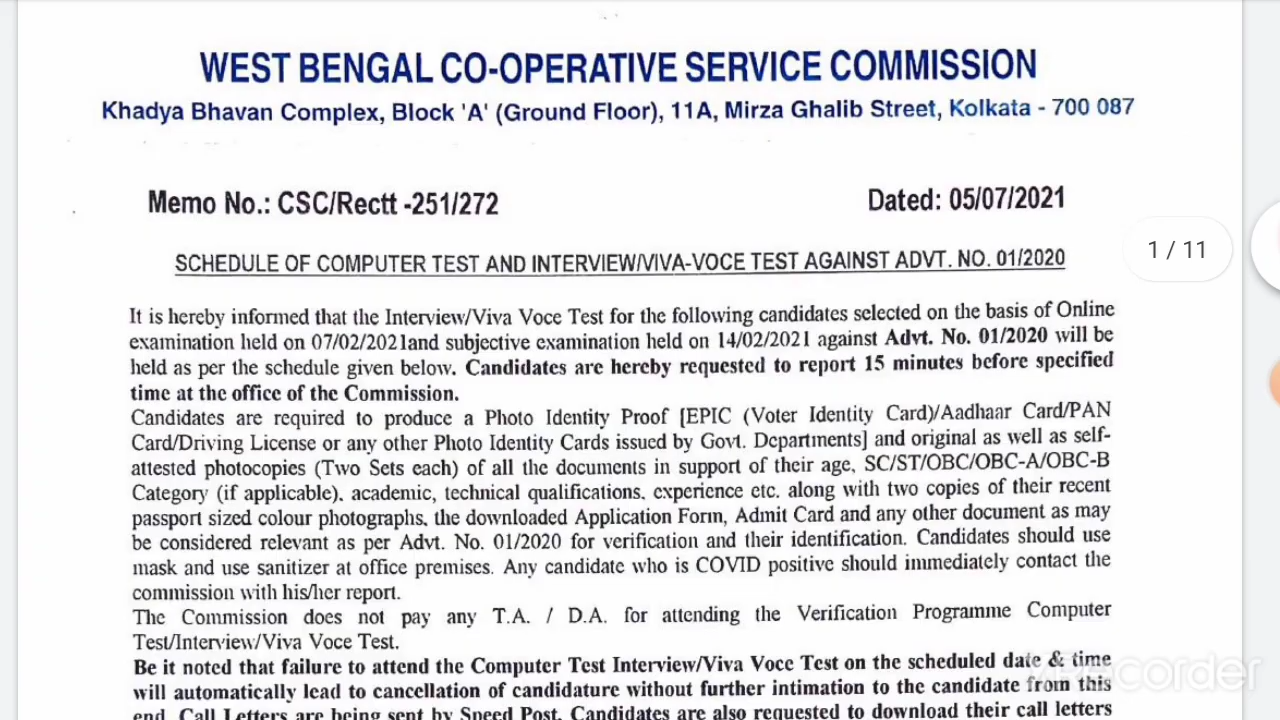 WEST BENGAL CO-OPERATIVE SERVICE COMMISSION
Khadya Bhavan Complex, Block 'A' (Ground Floor), 11A, Mirza Ghalib Street, Kolkata - 700 087
Memo No.: CSC/Rectt -251/272
Dated: 05/07/2021
1 / 11
SCHEDULE OF COMPUTER TEST AND INTERVIEW/VIVA-VOCE TEST AGAINST ADVT. NO. 01/2020
It is hereby informed that the Interview/Viva Voce Test for the following candidates selected on the basis of Online
examination held on 07/02/2021and subjective examination held on 14/02/2021 against Advt. No. 01/2020 will be
held as per the schedule given below. Candidates are hereby requested to report 15 minutes before specified
time at the office of the Commission.
Candidates are required to produce a Photo Identity Proof [EPIC (Voter Identity Card)/Aadhaar Card/PAN
Card/Driving License or any other Photo Identity Cards issued by Govt. Departments] and original as well as self-
attested photocopies (Two Sets each) of all the documents in support of their age, SC/ST/OBC/OBC-A/OBC-B
Category (if applicable), academic, technical qualifications, experience etc. along with two copies of their recent
passport sized colour photographs, the downloaded Application Form, Admit Card and any other document as may
be considered relevant as per Advt. No. 01/2020 for verification and their identification. Candidates should use
mask and use sanitizer at office premises. Any candidate who is COVID positive should immediately contact the
commission with his/her report.
The Commission does not pay any T.A. / D.A. for attending the Verification Programme Computer
Test/Interview/Viva Voce Test.
Be it noted that failure to attend the Computer Test Interview/Viva Voce Test on the scheduled date & time
will automatically lead to cancellation of candidature without further intimation to the candidate from this
end. Call Letters are being sent by Speed Post. Candidates are also requested to download their call letters
XRecorder